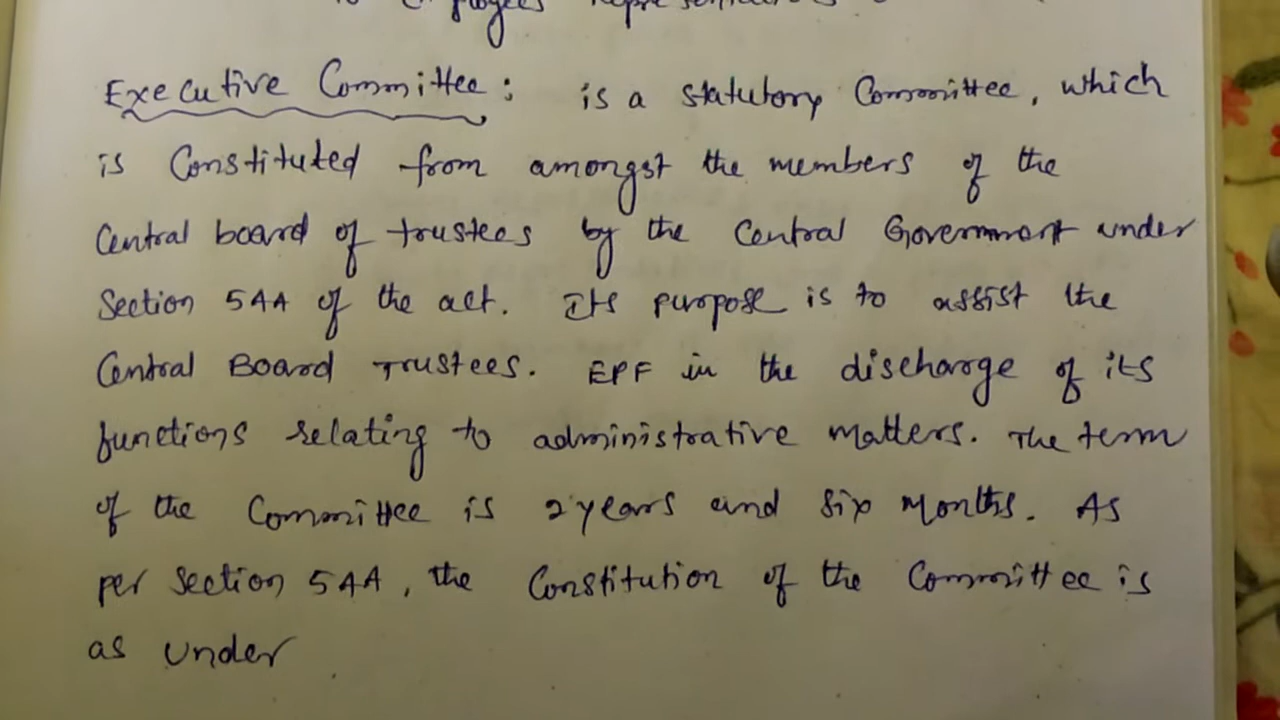 Employees
Executive Committee: is a statutory Committee, which
is Constituted from amongst the members of the
Central board of trustees by the Central Government under
Section 5AA of the act. Its purpose is to assist the
Central Board Trustees. EPF in the discharge of its
functions relating to administrative matters. The term
of the Committee is 2 years and six months. As
per section 5AA, the Constitution of the Committee is
as under